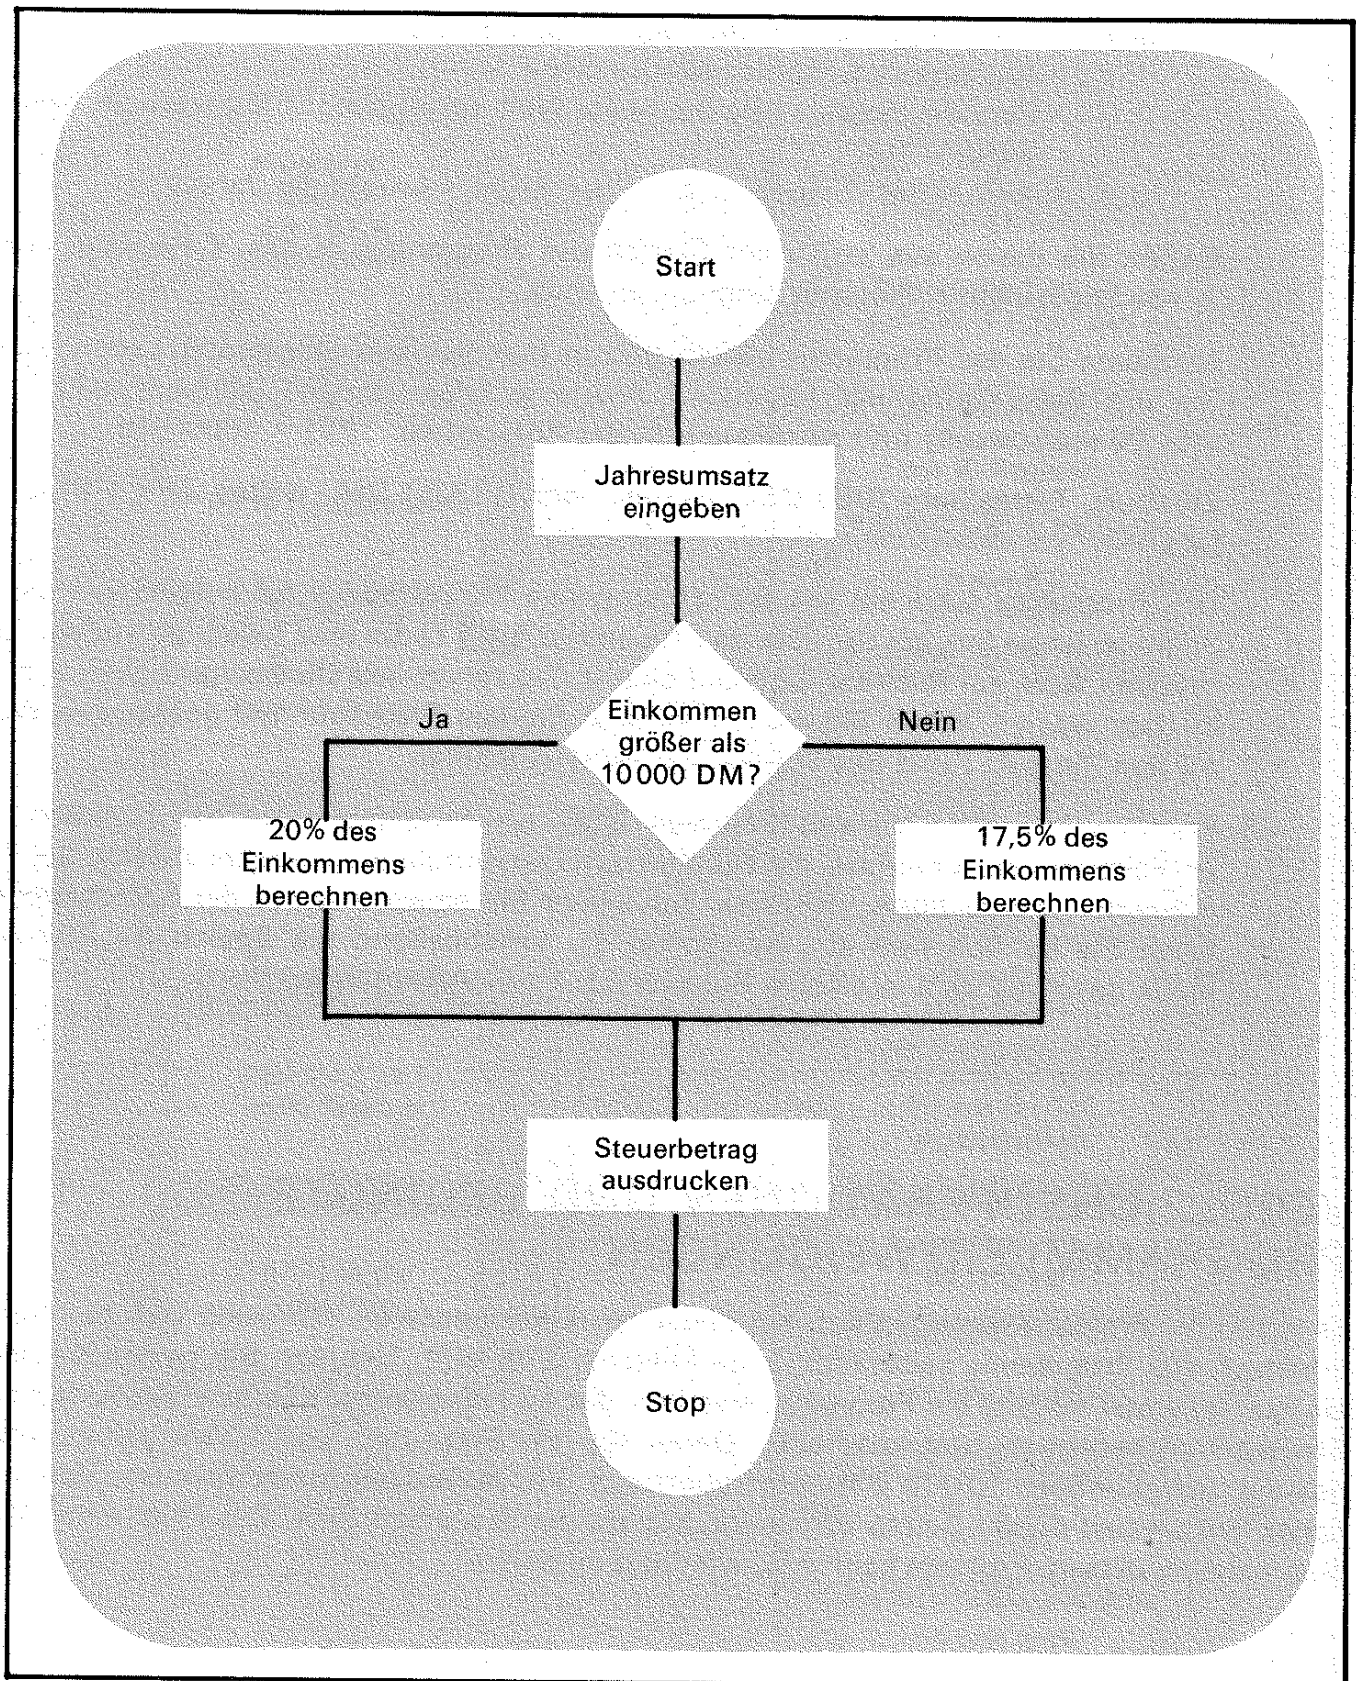 Start
Jahresumsatz
eingeben
Einkommen
größer als
10000 DM?
Ja
Nein
20% des
Einkommens
berechnen
17,5% des
Einkommens
berechnen
Steuerbetrag
ausdrucken
Stop